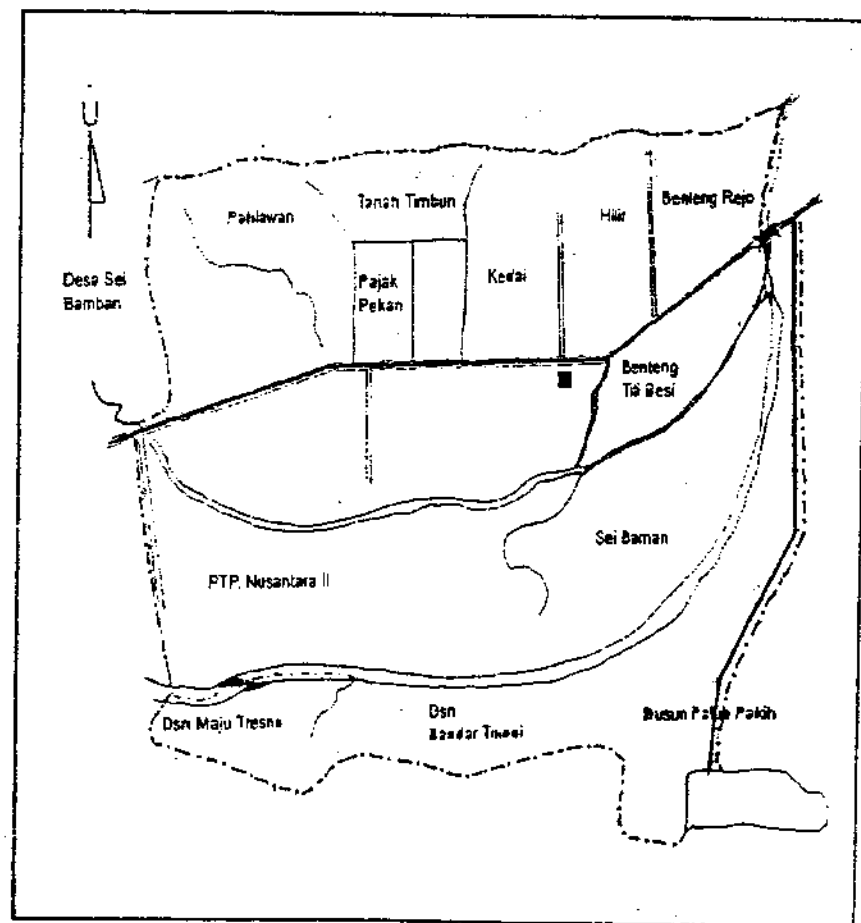 U
Pahlawan
Tanah Timbun
Hilir
Benteng Rejo
Desa Sei
Bamban
Pajak
Pekan
Kedai
Benteng
Titi Besi
Sei Baman
PTP. Nusantara II
Dsn Maju Tresno
Dsn
Bandar
Dusun